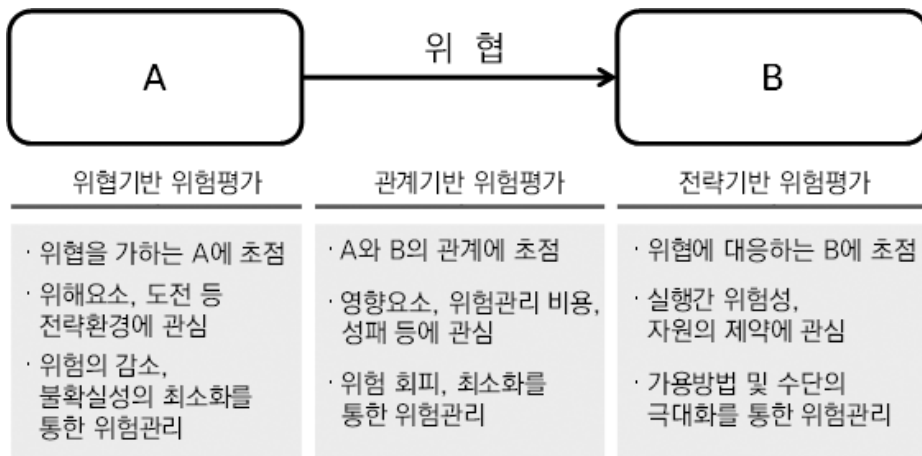 A
위 협
B
위협기반 위험평가
관계기반 위험평가
전략기반 위험평가
· 위협을 가하는 A에 초점
· 위해요소, 도전 등
전략환경에 관심
· 위험의 감소,
불확실성의 최소화를
통한 위험관리
· A와 B의 관계에 초점
· 영향요소, 위험관리 비용,
성패 등에 관심
· 위험 회피, 최소화를
통한 위험관리
· 위협에 대응하는 B에 초점
· 실행간 위험성,
자원의 제약에 관심
· 가용방법 및 수단의
극대화를 통한 위험관리